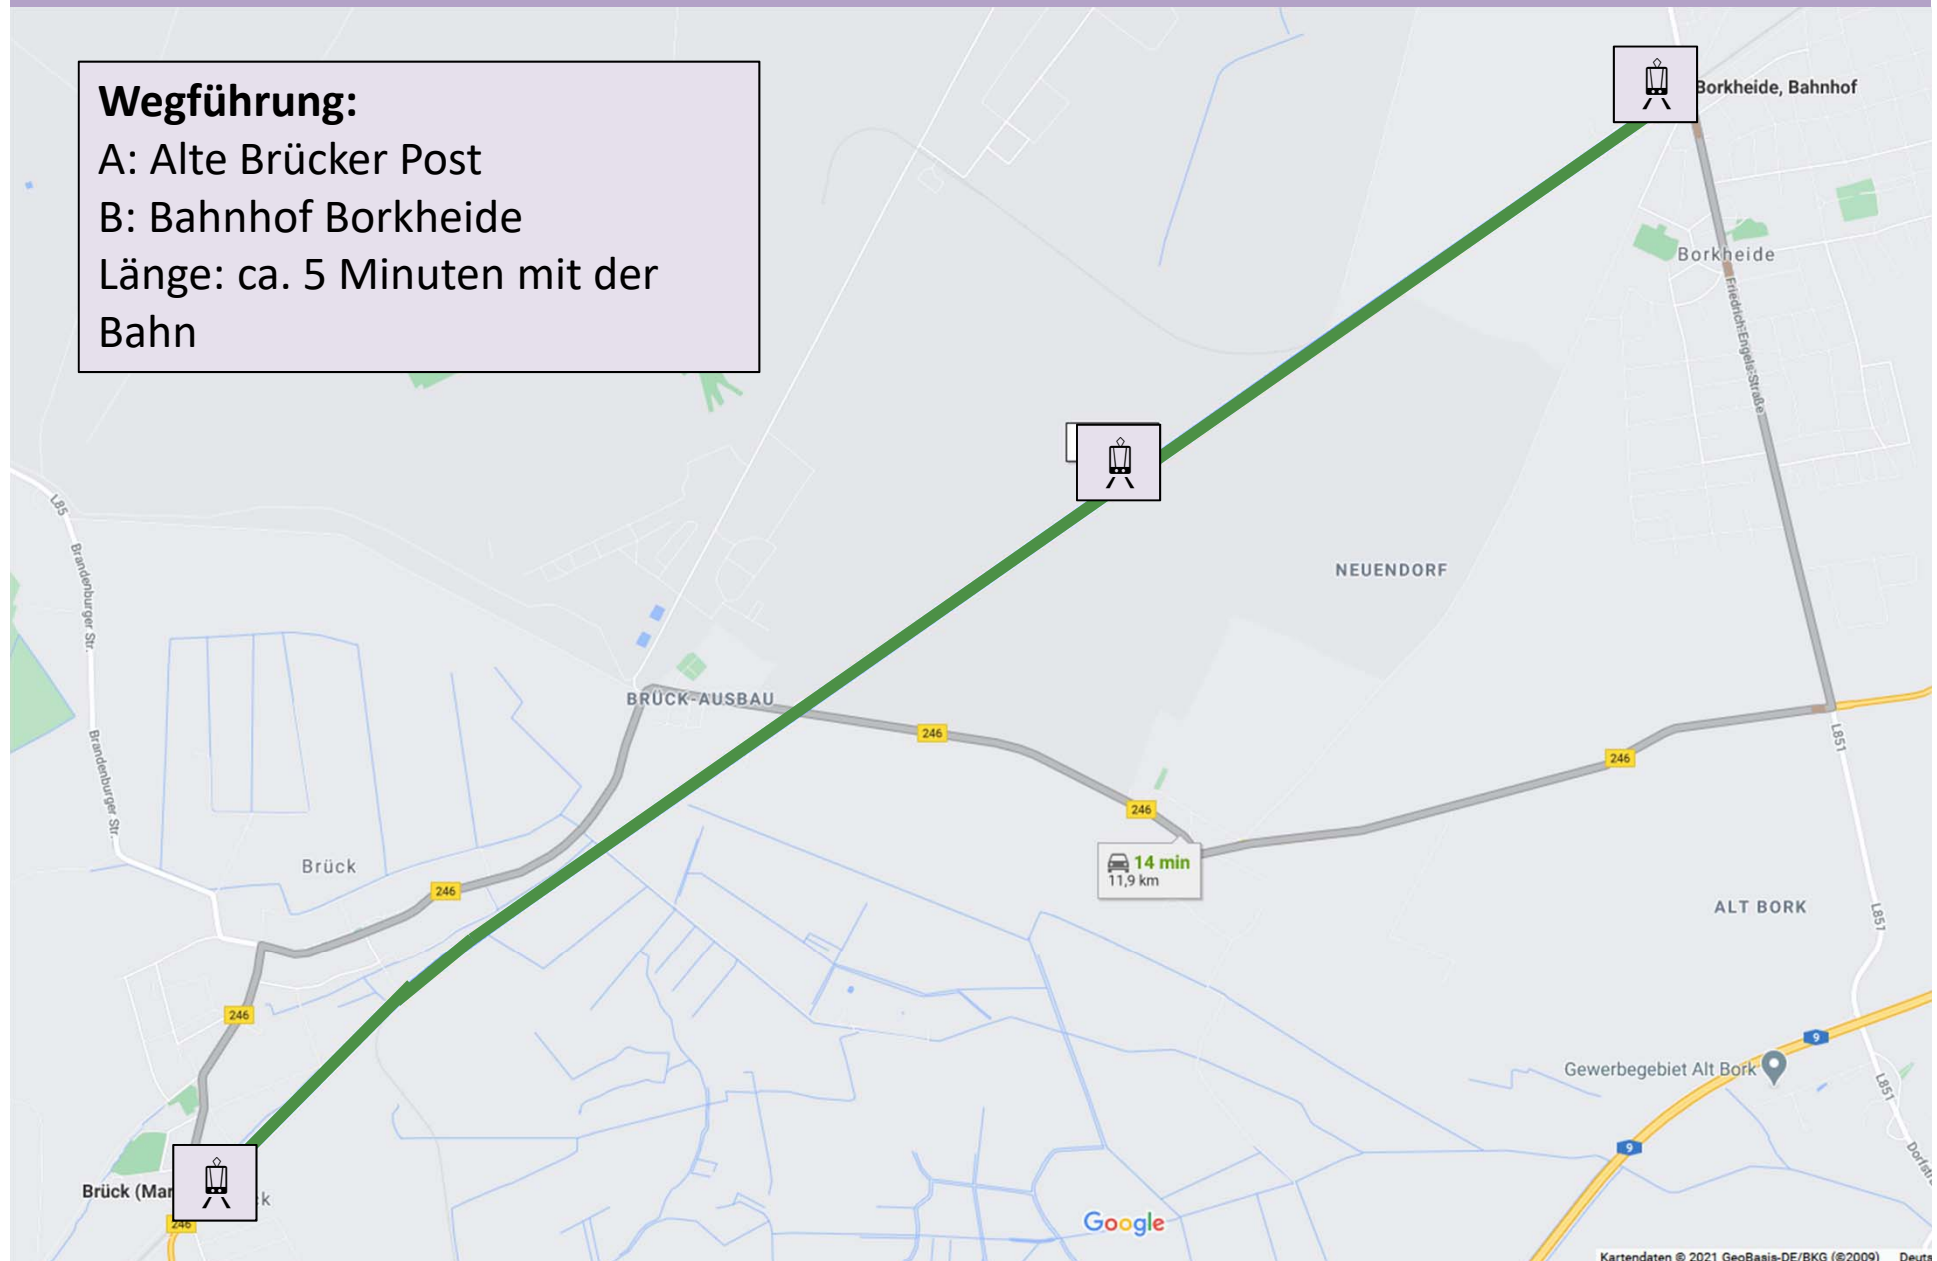 Wegführung:
A: Alte Brücker Post
B: Bahnhof Borkheide
Länge: ca. 5 Minuten mit der
Bahn
Borkheide, Bahnhof
Borkheide
Friedrich-Engels-Straße
L85
Brandenburger Str.
NEUENDORF
BRÜCK-AUSBAU
246
246
L851
Brandenburger Str.
246
14 min
11,9 km
Brück
246
ALT BORK
L851
246
9
Gewerbegebiet Alt Bork
L851
9
Brück (Mar
k
246
Google
Kartendaten © 2021 GeoBasis-DE/BKG (©2009)